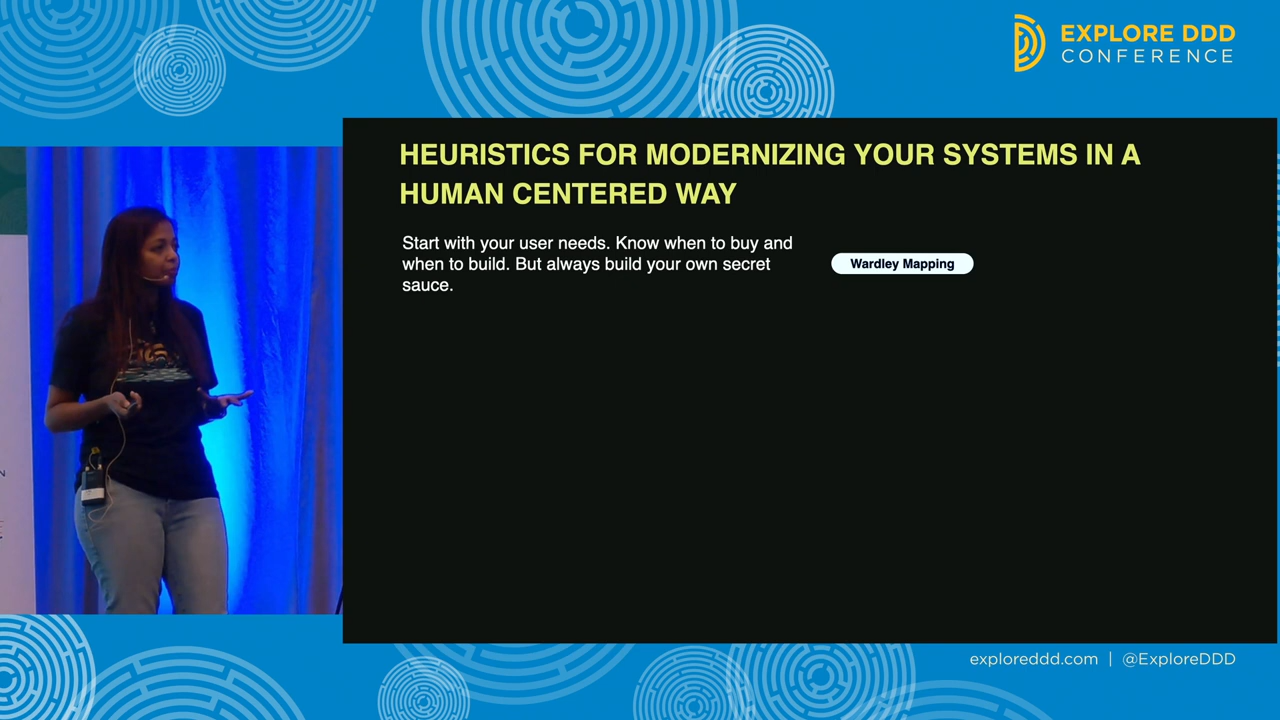 EXPLORE DDD
CONFERENCE
HEURISTICS FOR MODERNIZING YOUR SYSTEMS IN A
HUMAN CENTERED WAY
Start with your user needs. Know when to buy and
when to build. But always build your own secret
sauce.
Wardley Mapping
exploreddd.com | @ExploreDDD